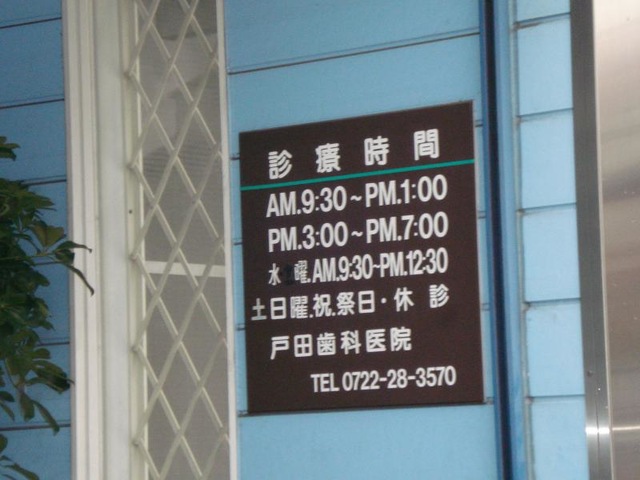 診療時間
AM.9:30~PM.1:00
PM.3:00~PM.7:00
水 曜.AM.9:30~PM.12:30
土日曜.祝.祭日・休診
戸田歯科医院
TEL 0722-28-3570